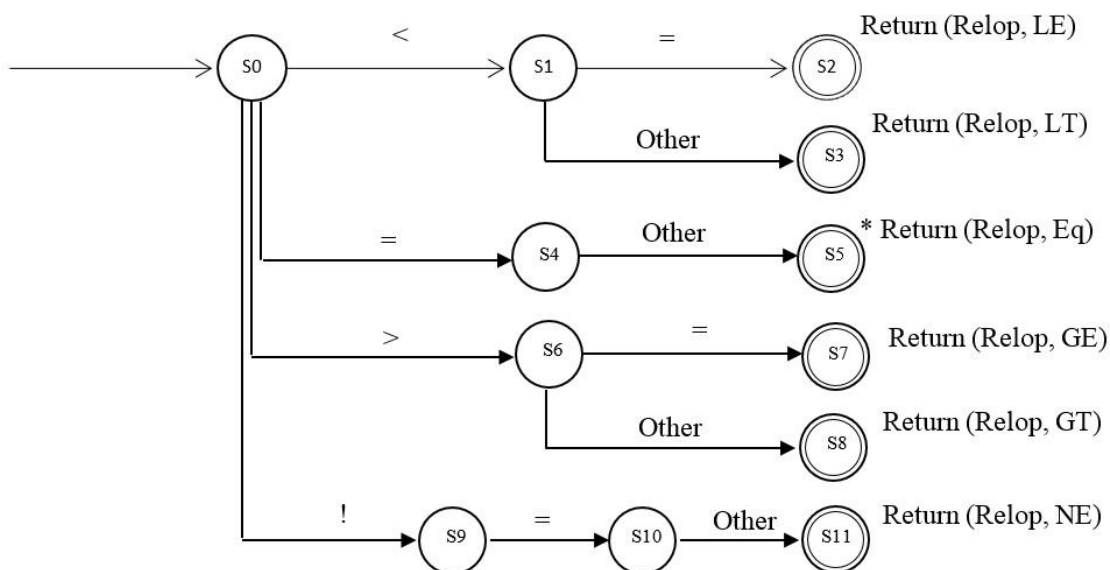 Return (Relop, LE)
S0 < S1 = S2
Return (Relop, LT)
Other S3
* Return (Relop, Eq)
= S4 Other S5
Return (Relop, GE)
> S6 = S7
Return (Relop, GT)
Other S8
Return (Relop, NE)
! S9 = S10 Other S11